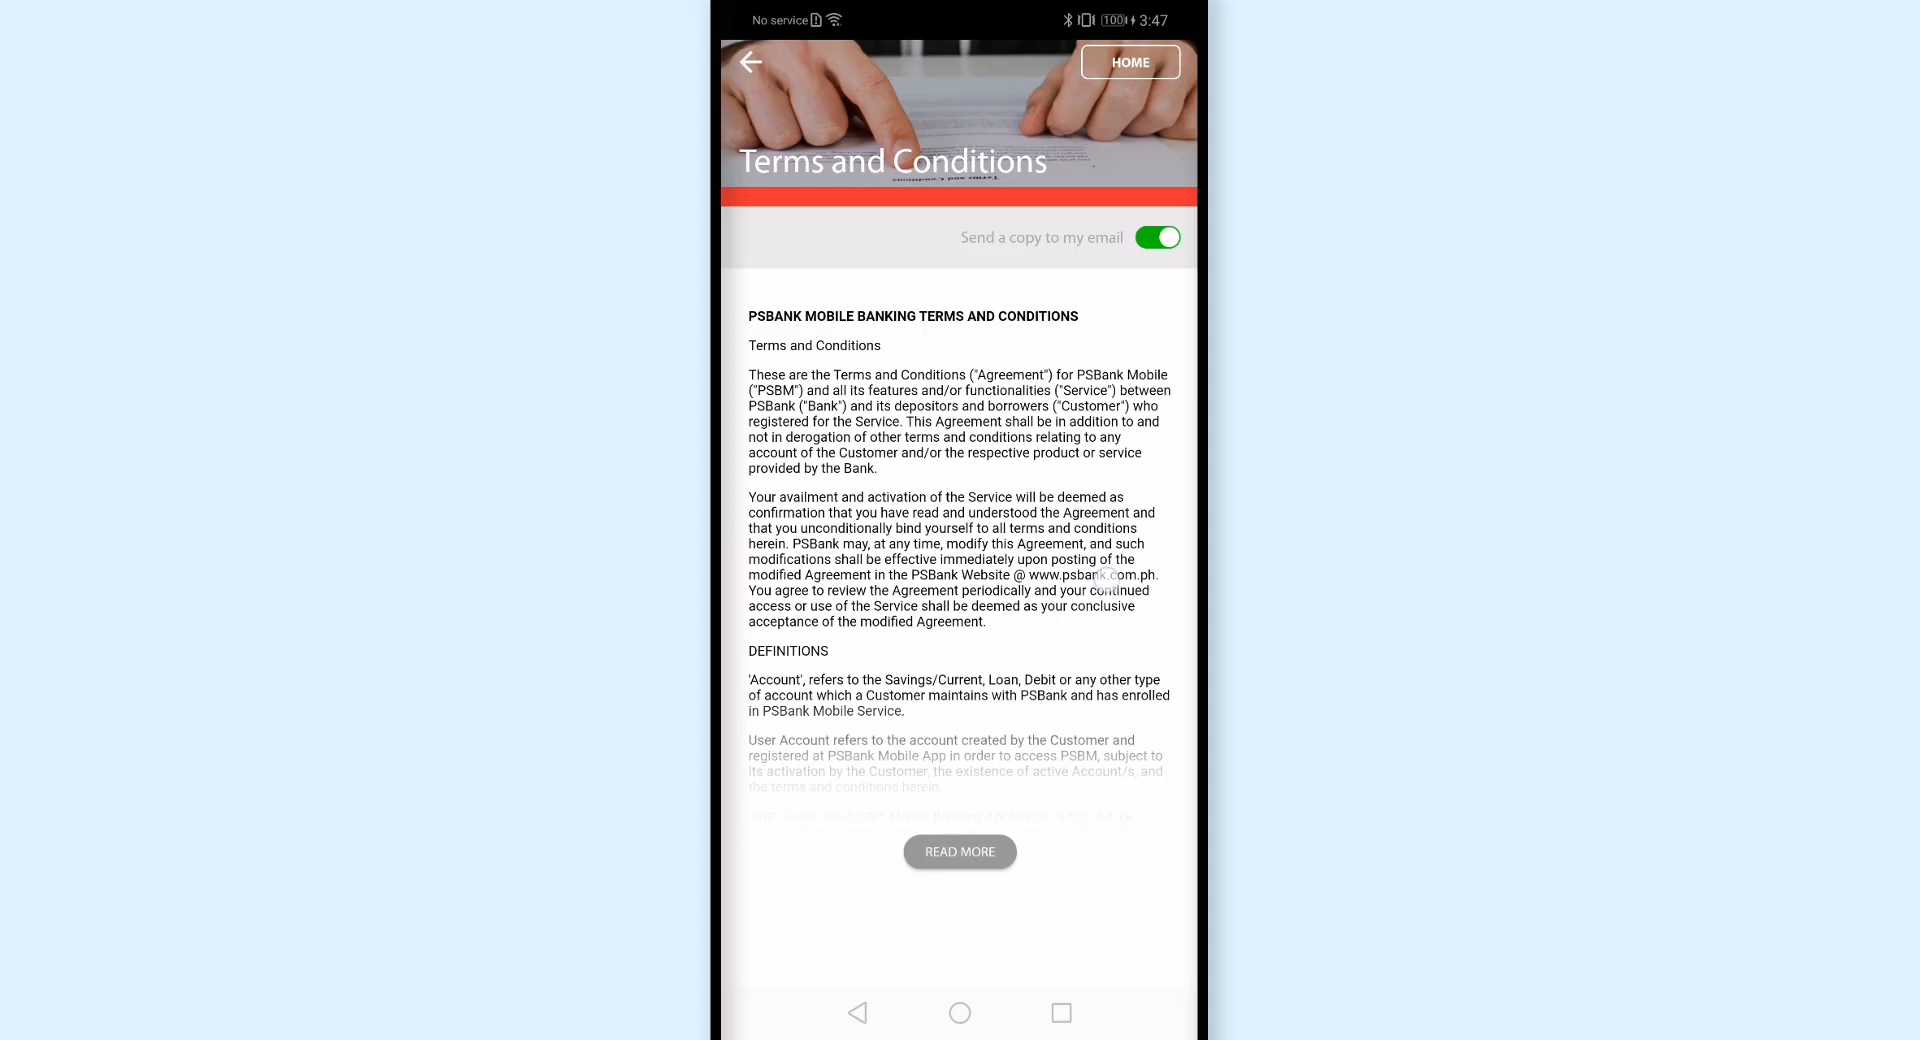 No service
100 3:47
HOME
Terms and Conditions
Send a copy to my email
PSBANK MOBILE BANKING TERMS AND CONDITIONS
Terms and Conditions
These are the Terms and Conditions ("Agreement") for PSBank Mobile
("PSBM") and all its features and/or functionalities ("Service") between
PSBank ("Bank") and its depositors and borrowers ("Customer") who
registered for the Service. This Agreement shall be in addition to and
not in derogation of other terms and conditions relating to any
account of the Customer and/or the respective product or service
provided by the Bank.
Your availment and activation of the Service will be deemed as
confirmation that you have read and understood the Agreement and
that you unconditionally bind yourself to all terms and conditions
herein. PSBank may, at any time, modify this Agreement, and such
modifications shall be effective immediately upon posting of the
modified Agreement in the PSBank Website @ www.psbank.com.ph.
You agree to review the Agreement periodically and your continued
access or use of the Service shall be deemed as your conclusive
acceptance of the modified Agreement.
DEFINITIONS
'Account', refers to the Savings/Current, Loan, Debit or any other type
of account which a Customer maintains with PSBank and has enrolled
in PSBank Mobile Service.
User Account refers to the account created by the Customer and
registered at PSBank Mobile App in order to access PSBM, subject to
its activation by the Customer, the existence of active Account/s, and
the terms and conditions herein.
READ MORE